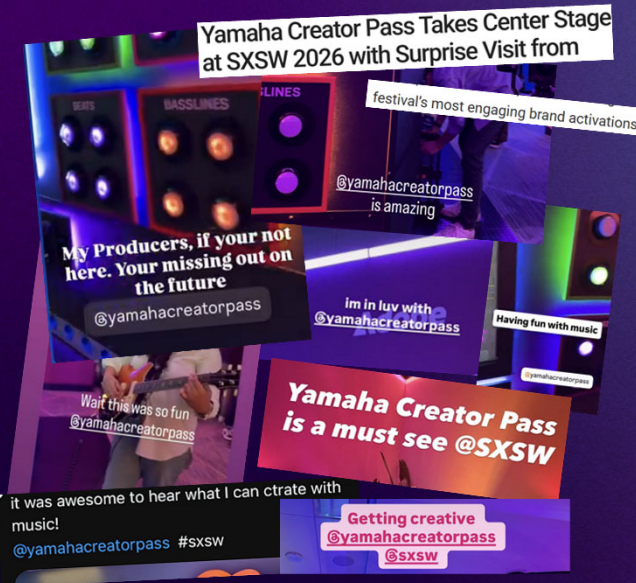 Yamaha Creator Pass Takes Center Stage
at SXSW 2026 with Surprise Visit from
festival's most engaging brand activations
BEATS
BASSLINES
LINES
@yamahacreatorpass
is amazing
My Producers, if your not
here. Your missing out on
the future
@yamahacreatorpass
im in luv with
@yamahacreatorpass
Adobe
Having fun with music
@yamahacreatorpass
Wait this was so fun
@yamahacreatorpass
Yamaha Creator Pass
is a must see @SXSW
it was awesome to hear what I can ctrate with
music!
@yamahacreatorpass #sxsw
Getting creative
@yamahacreatorpass
@sxsw